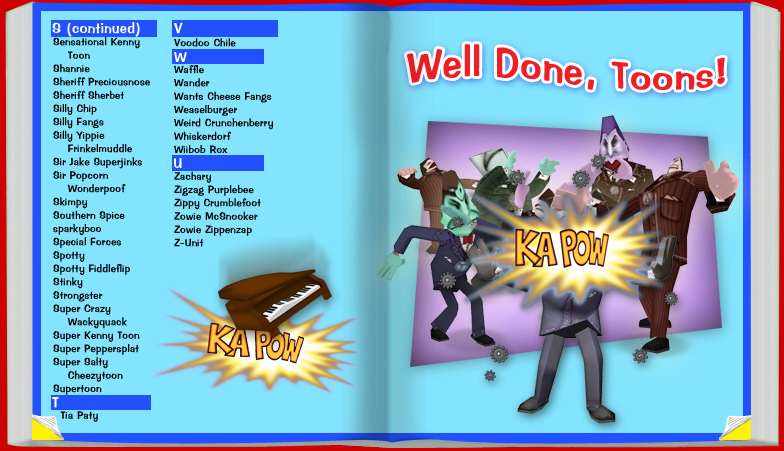 S (continued)
Sensational Kenny
Toon
Shannie
Sheriff Preciousnose
Sheriff Sherbet
Silly Chip
Silly Fangs
Silly Yippie
Frinkelmuddle
Sir Jake Superjinks
Sir Popcorn
Wonderpoof
Skimpy
Southern Spice
sparkyboo
Special Forces
Spotty
Spotty Fiddleflip
Stinky
Strongster
Super Crazy
Wackyquack
Super Kenny Toon
Super Peppersplat
Super Salty
Cheezytoon
Supertoon
T
Tia Paty
V
Voodoo Chile
W
Waffle
Wander
Wants Cheese Fangs
Weaselburger
Weird Crunchenberry
Whiskerdorf
Wiibob Rox
U
Zachary
Zigzag Purplebee
Zippy Crumblefoot
Zowie McSnooker
Zowie Zippenzap
Z-Unit
KA POW
Well Done, Toons!
KA POW